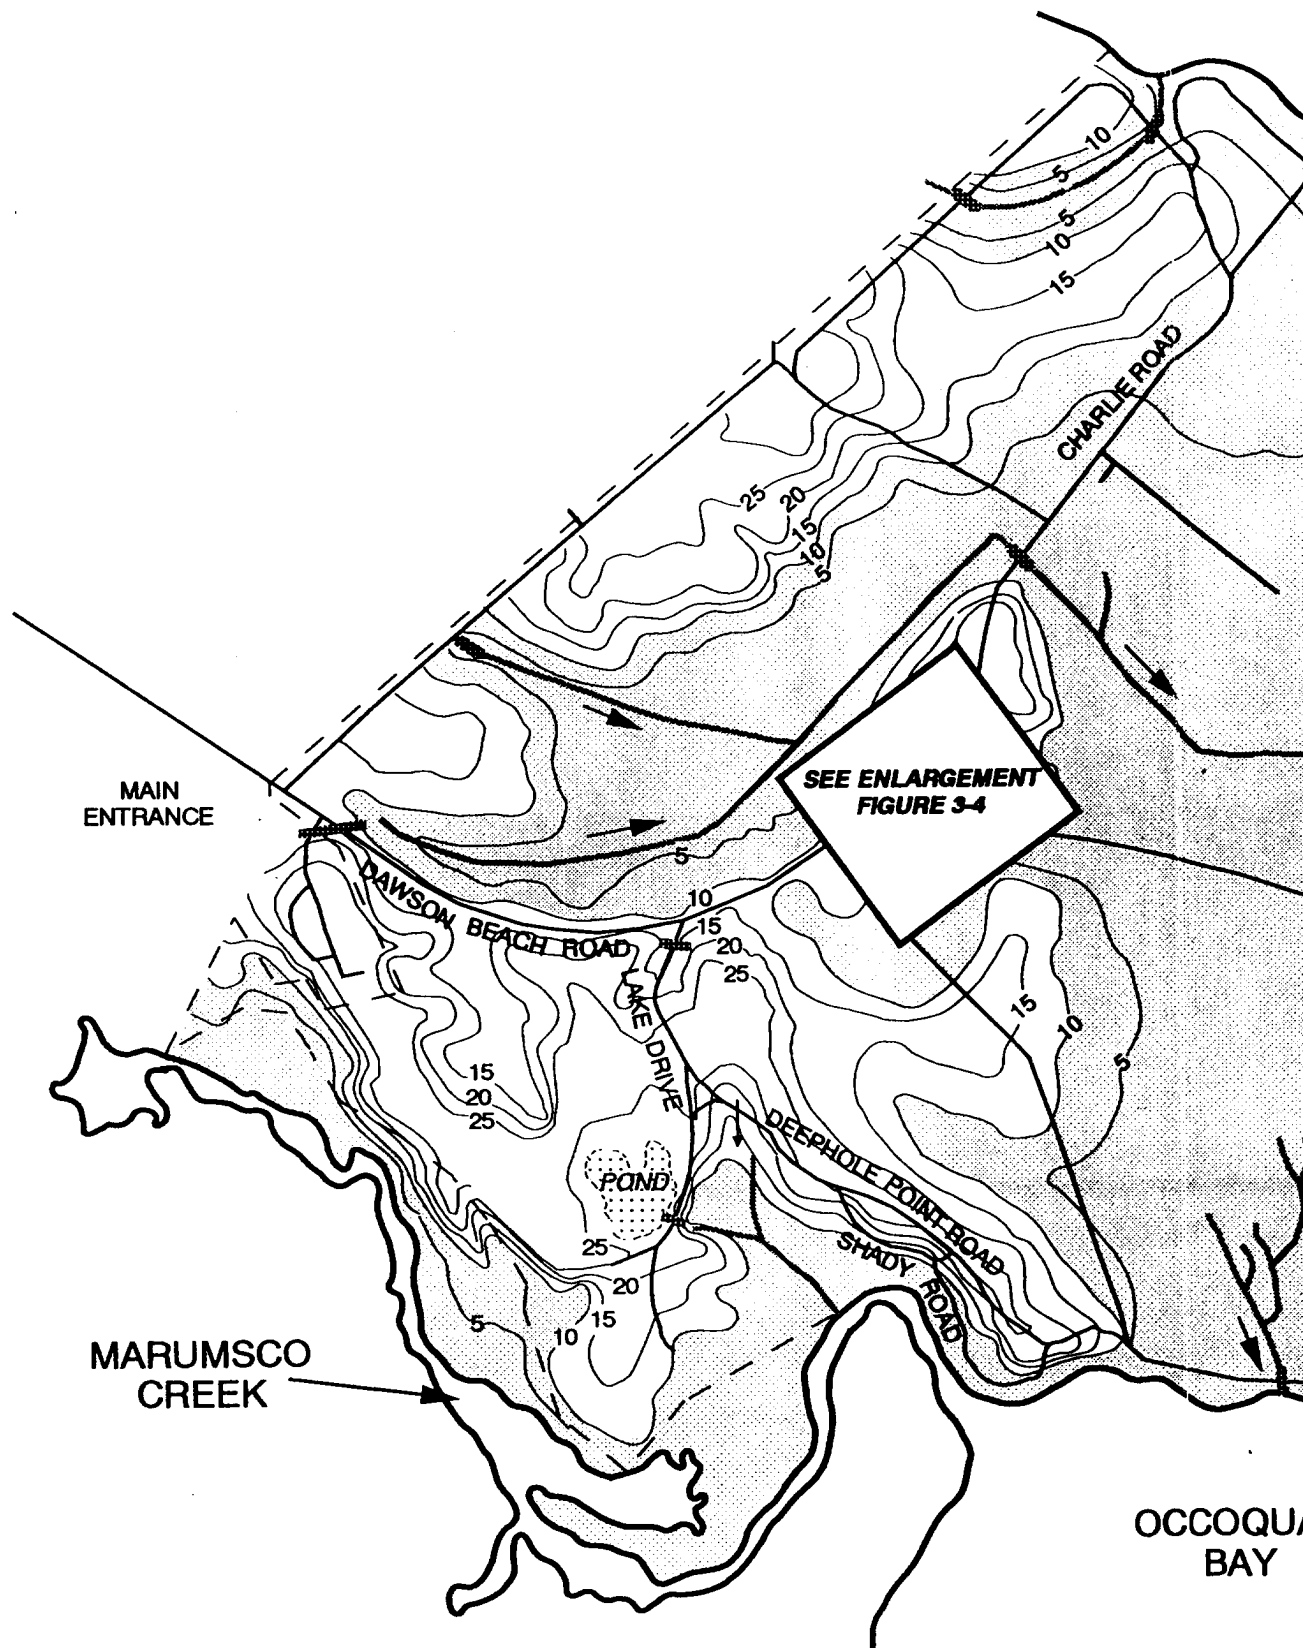 10
5
5
10
15
CHARLIE ROAD
25
20
15
10
5
MAIN
ENTRANCE
SEE ENLARGEMENT
FIGURE 3-4
5
10
DAWSON BEACH ROAD
15
20
25
LAKE DRIVE
15
10
5
15
20
25
DEEPHOLE POINT ROAD
POND
SHADY ROAD
25
20
15
10
5
MARUMSCO
CREEK
OCCOQUA
BAY